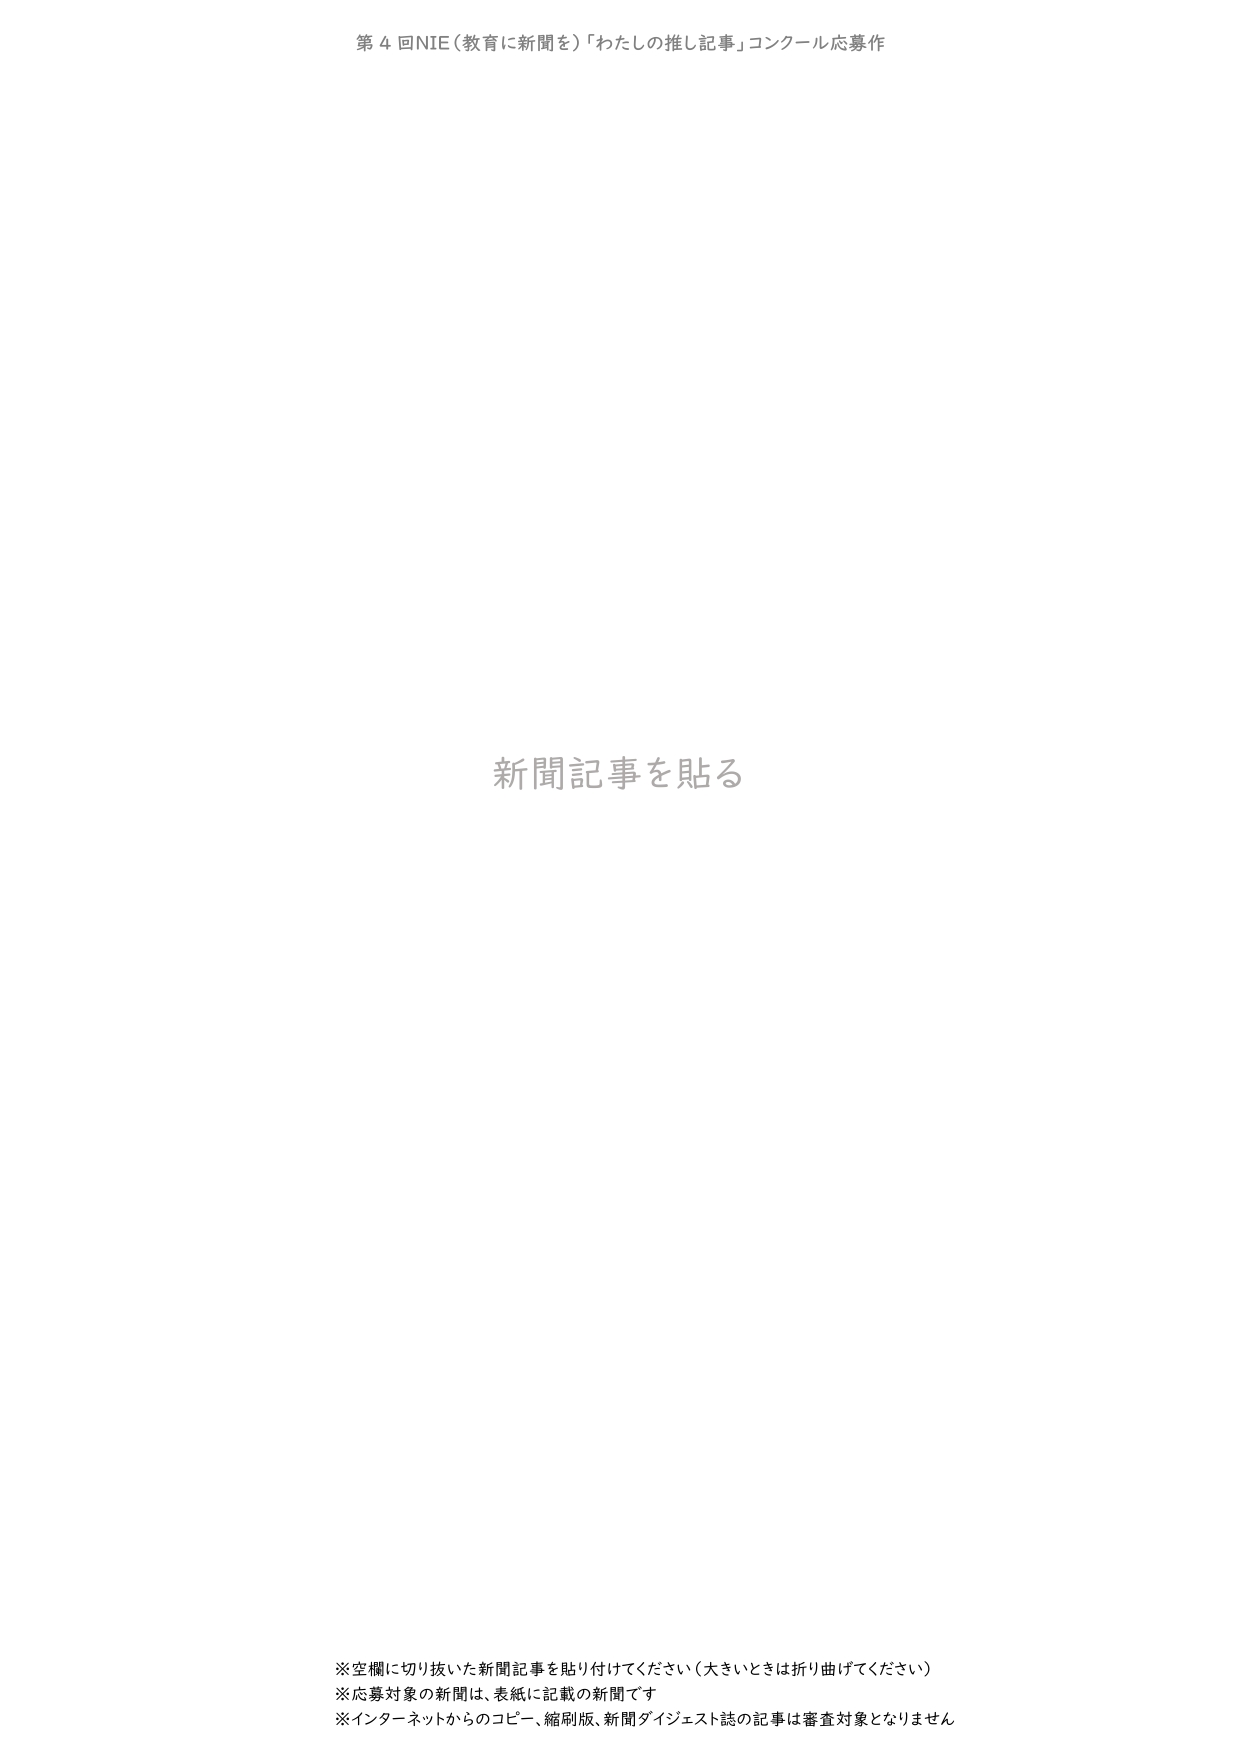 第4回NIE（教育に新聞を）「わたしの推し記事」コンクール応募作
新聞記事を貼る
※空欄に切り抜いた新聞記事を貼り付けてください（大きいときは折り曲げてください）
※応募対象の新聞は、表紙に記載の新聞です
※インターネットからのコピー、縮刷版、新聞ダイジェスト誌の記事は審査対象となりません